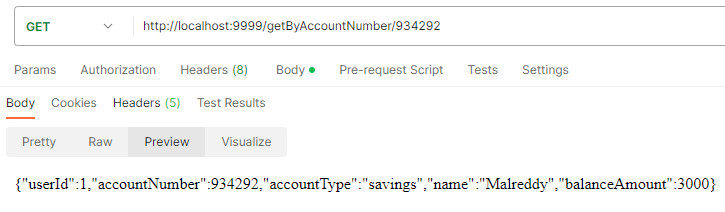 GET http://localhost:9999/getByAccountNumber/934292
Params Authorization Headers (8) Body Pre-request Script Tests Settings
Body Cookies Headers (5) Test Results
Pretty Raw Preview Visualize
{"userId":1,"accountNumber":934292,"accountType":"savings","name":"Malreddy","balanceAmount":3000}